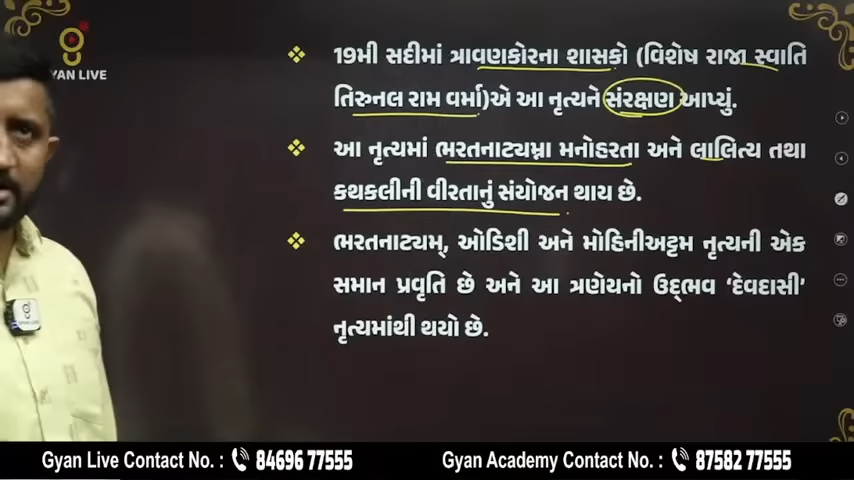 GYAN LIVE
19મી સદીમાં ત્રાવણકોરના શાસકો (વિશેષ રાજા સ્વાતિ
તિરુનલ રામ વર્મા)એ આ નૃત્યને સંરક્ષણ આપ્યું.
આ નૃત્યમાં ભરતનાટ્યમ્ના મનોહરતા અને લાલિત્ય તથા
કથકલીની વીરતાનું સંયોજન થાય છે.
ભરતનાટ્યમ્, ઓડિશી અને મોહિનીઅટ્ટમ નૃત્યની એક
સમાન પ્રવૃતિ છે અને આ ત્રણેયનો ઉદ્ભવ ‘દેવદાસી’
નૃત્યમાંથી થયો છે.
Gyan Live Contact No. : 84696 77555
Gyan Academy Contact No. : 87582 77555